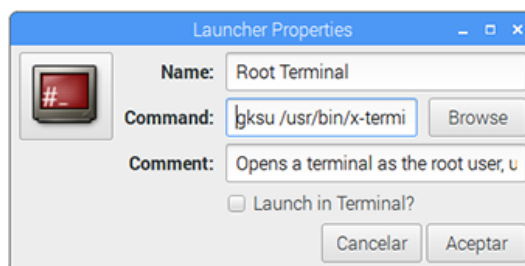 Launcher Properties
#_
Name: Root Terminal
Command: gksu /usr/bin/x-termi Browse
Comment: Opens a terminal as the root user, u
Launch in Terminal?
Cancelar Aceptar